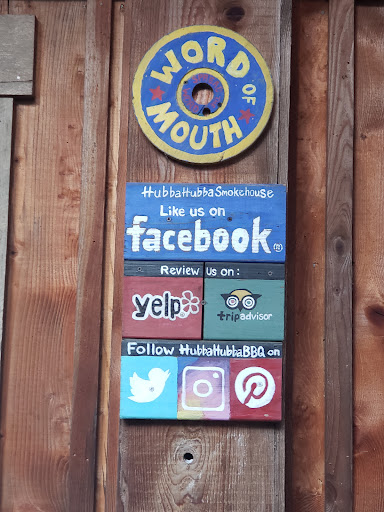 WORD OF
MOUTH
HubbaHubbaSmokehouse
Like us on
facebook
Review us on:
yelp
tripadvisor
Follow HubbaHubbaBBQ on